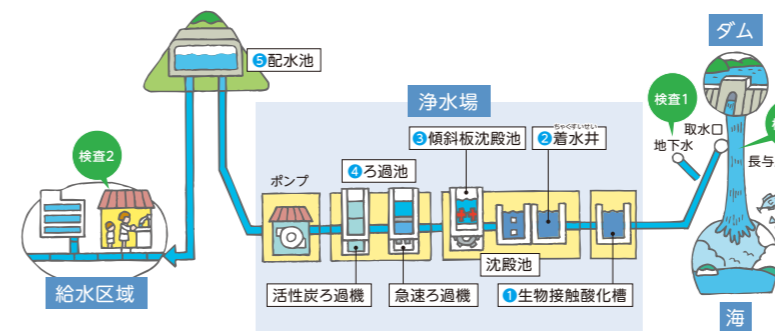 ダム
検査1
取水口
地下水
長与
海
浄水場
❸傾斜板沈殿池
ちゃくすいせい
❷着水井
❹ろ過池
ポンプ
沈殿池
活性炭ろ過機
急速ろ過機
❶生物接触酸化槽
❺配水池
検査2
給水区域